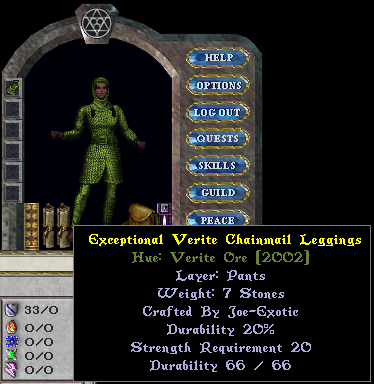 HELP
OPTIONS
LOG OUT
QUESTS
SKILLS
GUILD
PEACE
Exceptional Verite Chainmail Leggings
Hue: Verite Ore [2002]
Layer: Pants
Weight: 7 Stones
Crafted By Joe-Exotic
Durability 20%
Strength Requirement 20
Durability 66 / 66
33/0
0/0
0/0
0/0
0/0